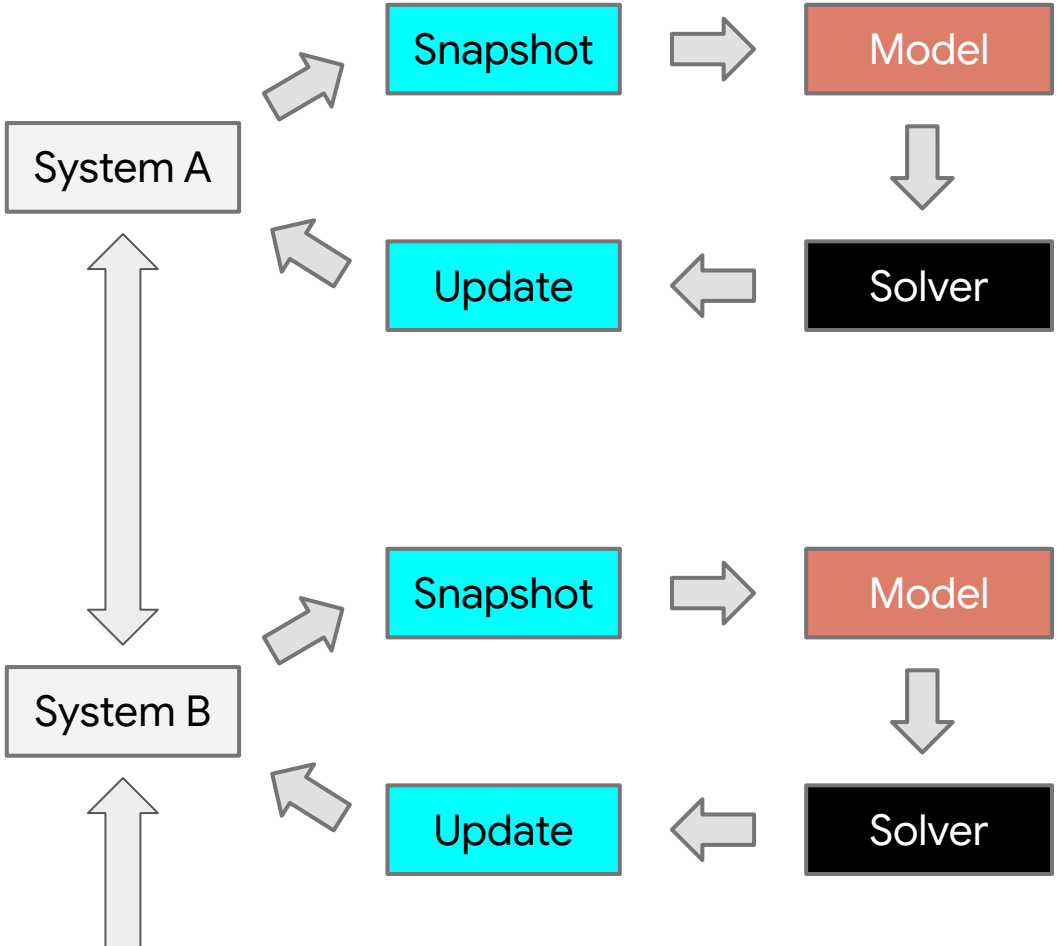 Snapshot
Model
System A
Update
Solver
Snapshot
Model
System B
Update
Solver